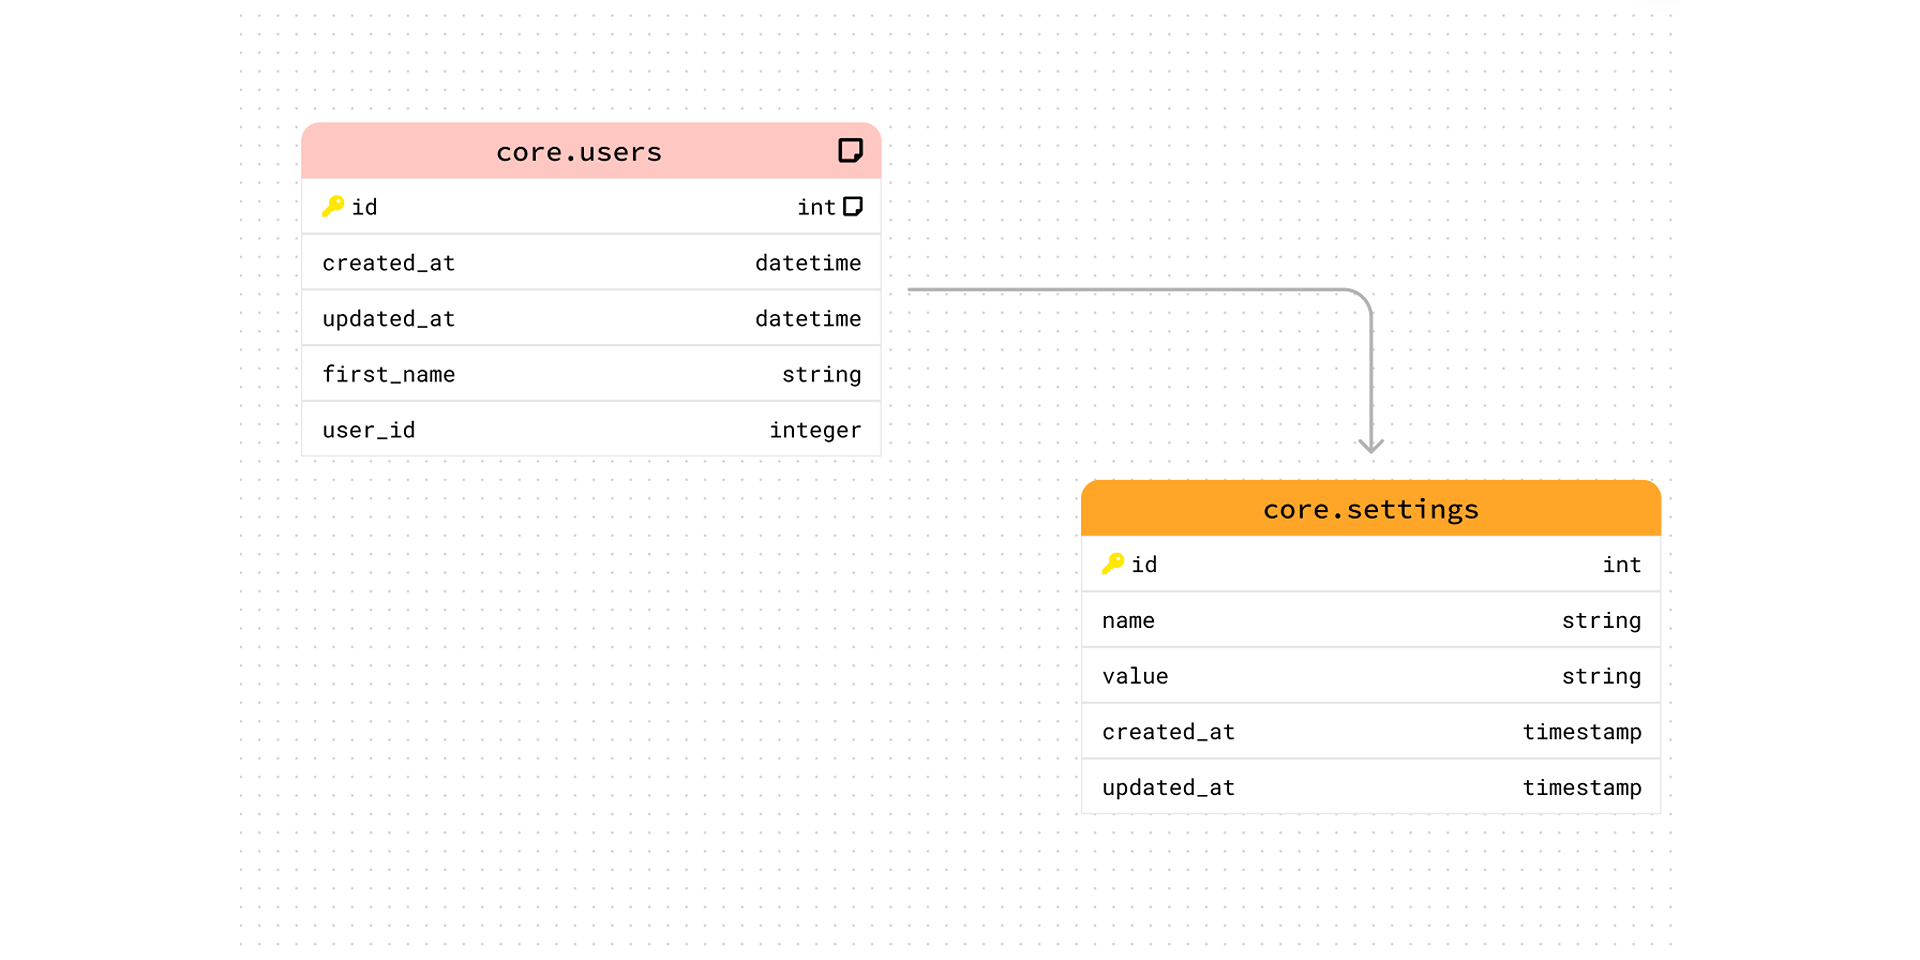 core.users
id int
created_at datetime
updated_at datetime
first_name string
user_id integer
core.settings
id int
name string
value string
created_at timestamp
updated_at timestamp